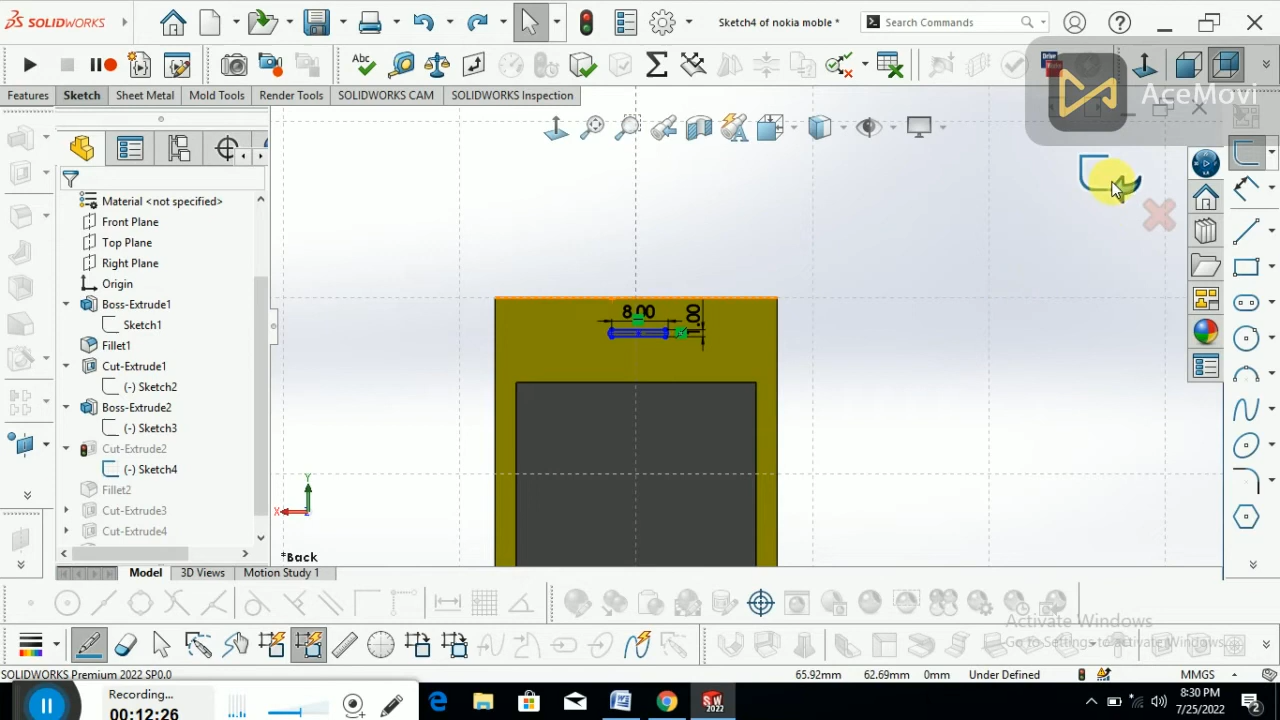 SOLIDWORKS
Sketch4 of nokia moble *
Search Commands
Abc
AceMovi
Features
Sketch
Sheet Metal
Mold Tools
Render Tools
SOLIDWORKS CAM
SOLIDWORKS Inspection
Material <not specified>
Front Plane
Top Plane
Right Plane
Origin
Boss-Extrude1
Sketch1
Fillet1
Cut-Extrude1
(-) Sketch2
Boss-Extrude2
(-) Sketch3
Cut-Extrude2
(-) Sketch4
Fillet2
Cut-Extrude3
Cut-Extrude4
8.00
1.00
Y
X
*Back
Model
3D Views
Motion Study 1
Activate Windows
Go to Settings to activate Windows.
SOLIDWORKS Premium 2022 SP0.0
65.92mm
62.69mm
0mm
Under Defined
MMGS
Recording...
00:12:26
8:30 PM
7/25/2022